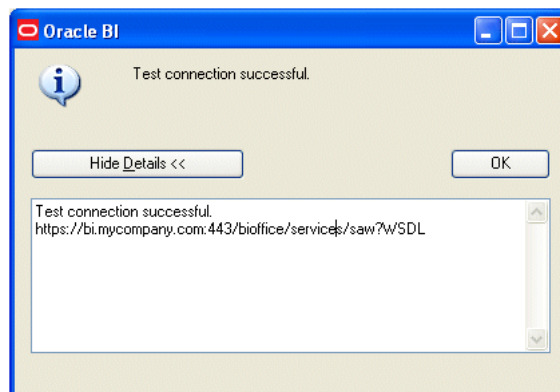 Oracle BI
Test connection successful.
Hide Details <<
OK
Test connection successful.
https://bi.mycompany.com:443/bioffice/services/saw?WSDL